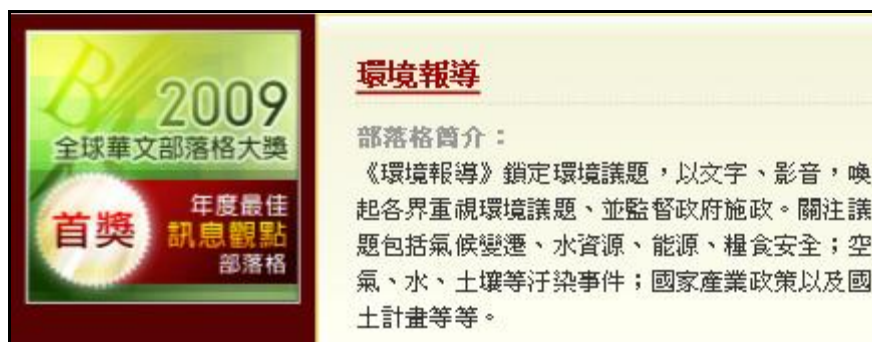 2009
全球華文部落格大獎
首獎
年度最佳
訊息觀點
部落格
環境報導
部落格簡介：
《環境報導》鎖定環境議題，以文字、影音，喚
起各界重視環境議題、並監督政府施政。關注議
題包括氣候變遷、水資源、能源、糧食安全；空
氣、水、土壤等汙染事件；國家產業政策以及國
土計畫等等。